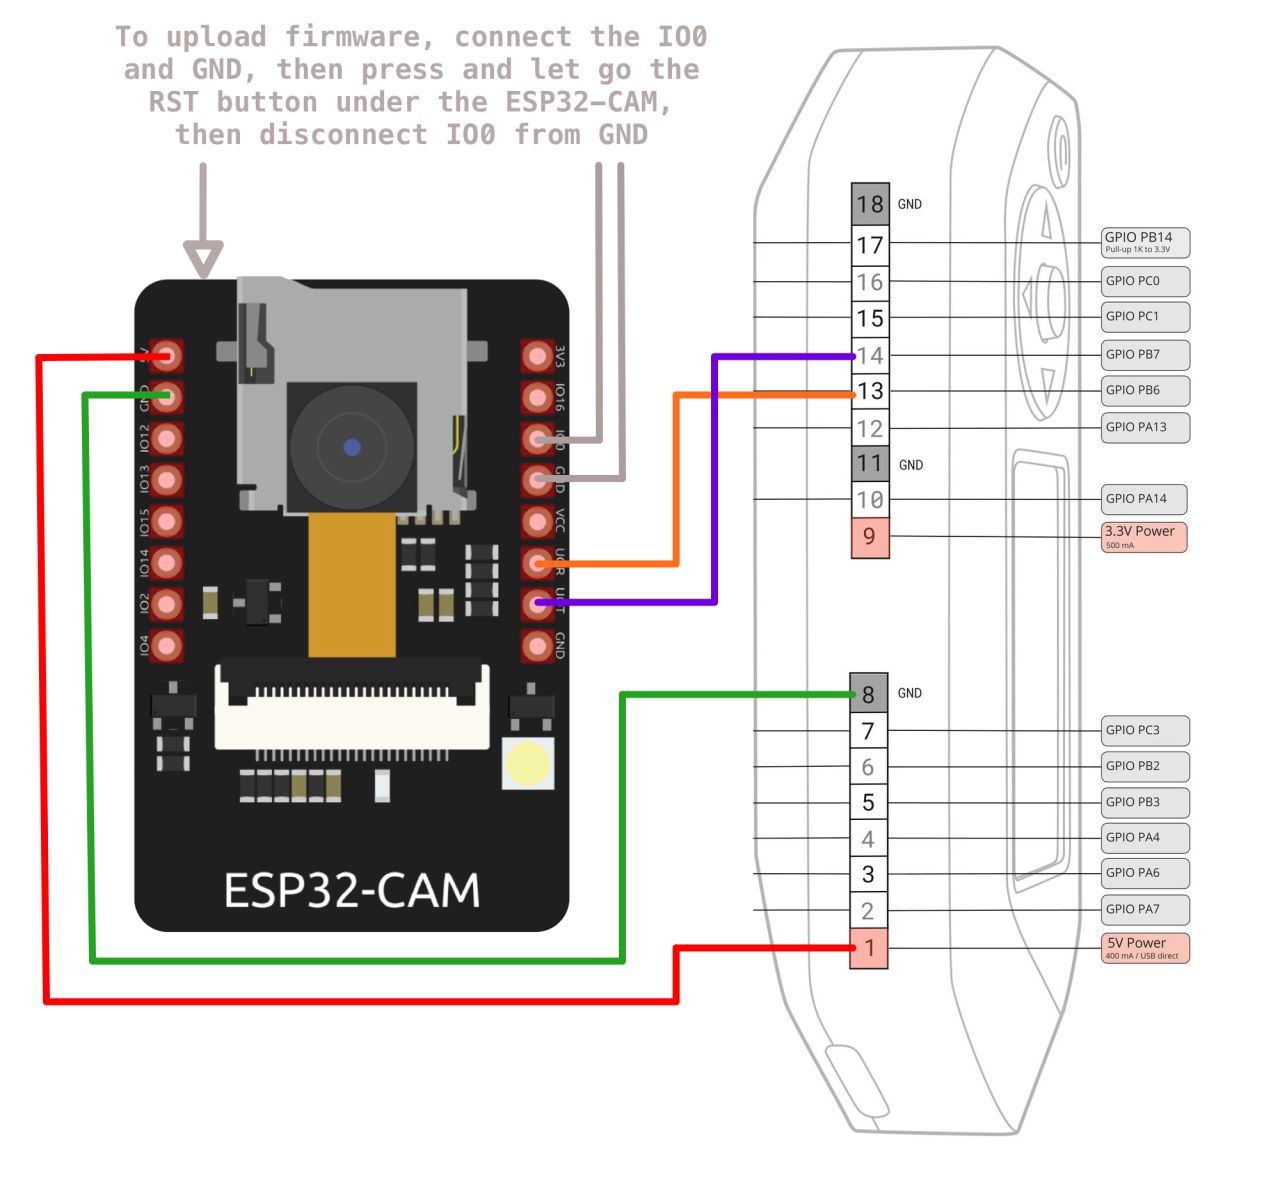 To upload firmware, connect the IO0
and GND, then press and let go the
RST button under the ESP32-CAM,
then disconnect IO0 from GND
GND
IO12
IO13
IO15
IO14
IO2
IO4
3V3
IO16
IO0
GND
VCC
U0R
U0T
GND
ESP32-CAM
18 GND
17 GPIO PB14
Pull-up 1K to 3.3V
16 GPIO PC0
15 GPIO PC1
14 GPIO PB7
13 GPIO PB6
12 GPIO PA13
11 GND
10 GPIO PA14
9 3.3V Power
500 mA
8 GND
7 GPIO PC3
6 GPIO PB2
5 GPIO PB3
4 GPIO PA4
3 GPIO PA6
2 GPIO PA7
1 5V Power
400 mA / USB direct